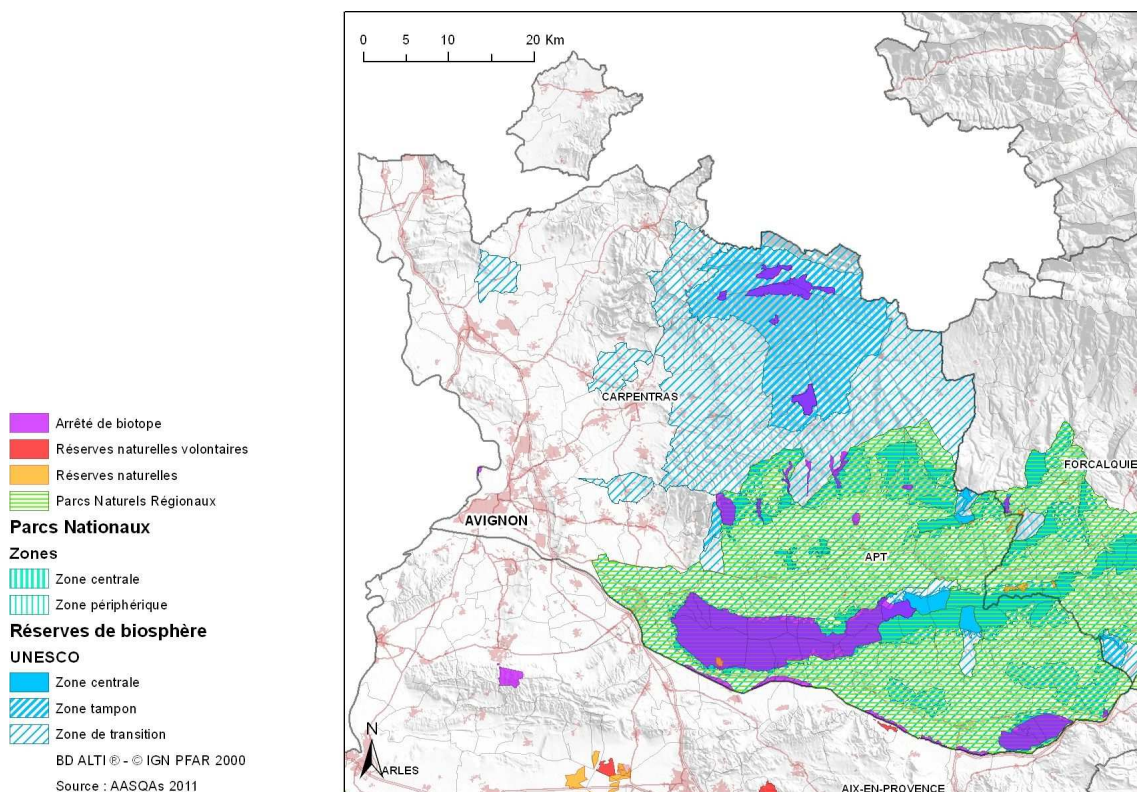 0 5 10 20 Km
CARPENTRAS
FORCALQUIE
AVIGNON
APT
N
ARLES
AIX-EN-PROVENCE
Arrêté de biotope
Réserves naturelles volontaires
Réserves naturelles
Parcs Naturels Régionaux
Parcs Nationaux
Zones
Zone centrale
Zone périphérique
Réserves de biosphère
UNESCO
Zone centrale
Zone tampon
Zone de transition
BD ALTI ® - © IGN PFAR 2000
Source : AASQAs 2011